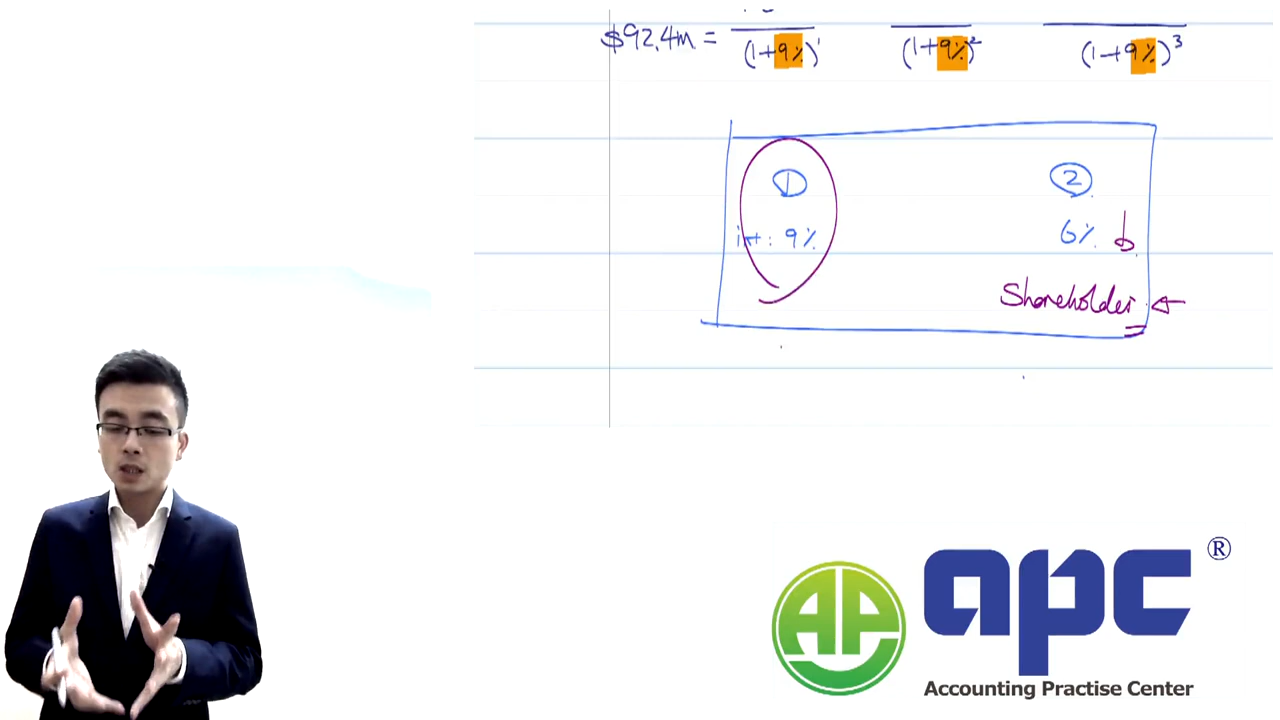 $92.4m =
(1+9%)¹ (1+9%)² (1+9%)³
① ②
int: 9% 6% ↓
Shareholder ←
AP
apc ®
Accounting Practise Center